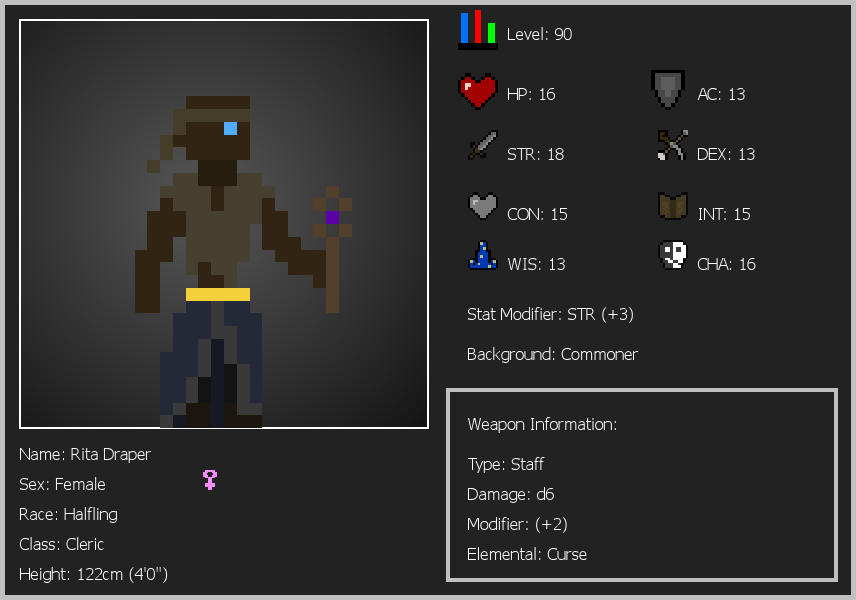 Level: 90
HP: 16
AC: 13
STR: 18
DEX: 13
CON: 15
INT: 15
WIS: 13
CHA: 16
Stat Modifier: STR (+3)
Background: Commoner
Weapon Information:
Type: Staff
Damage: d6
Modifier: (+2)
Elemental: Curse
Name: Rita Draper
Sex: Female
Race: Halfling
Class: Cleric
Height: 122cm (4'0")